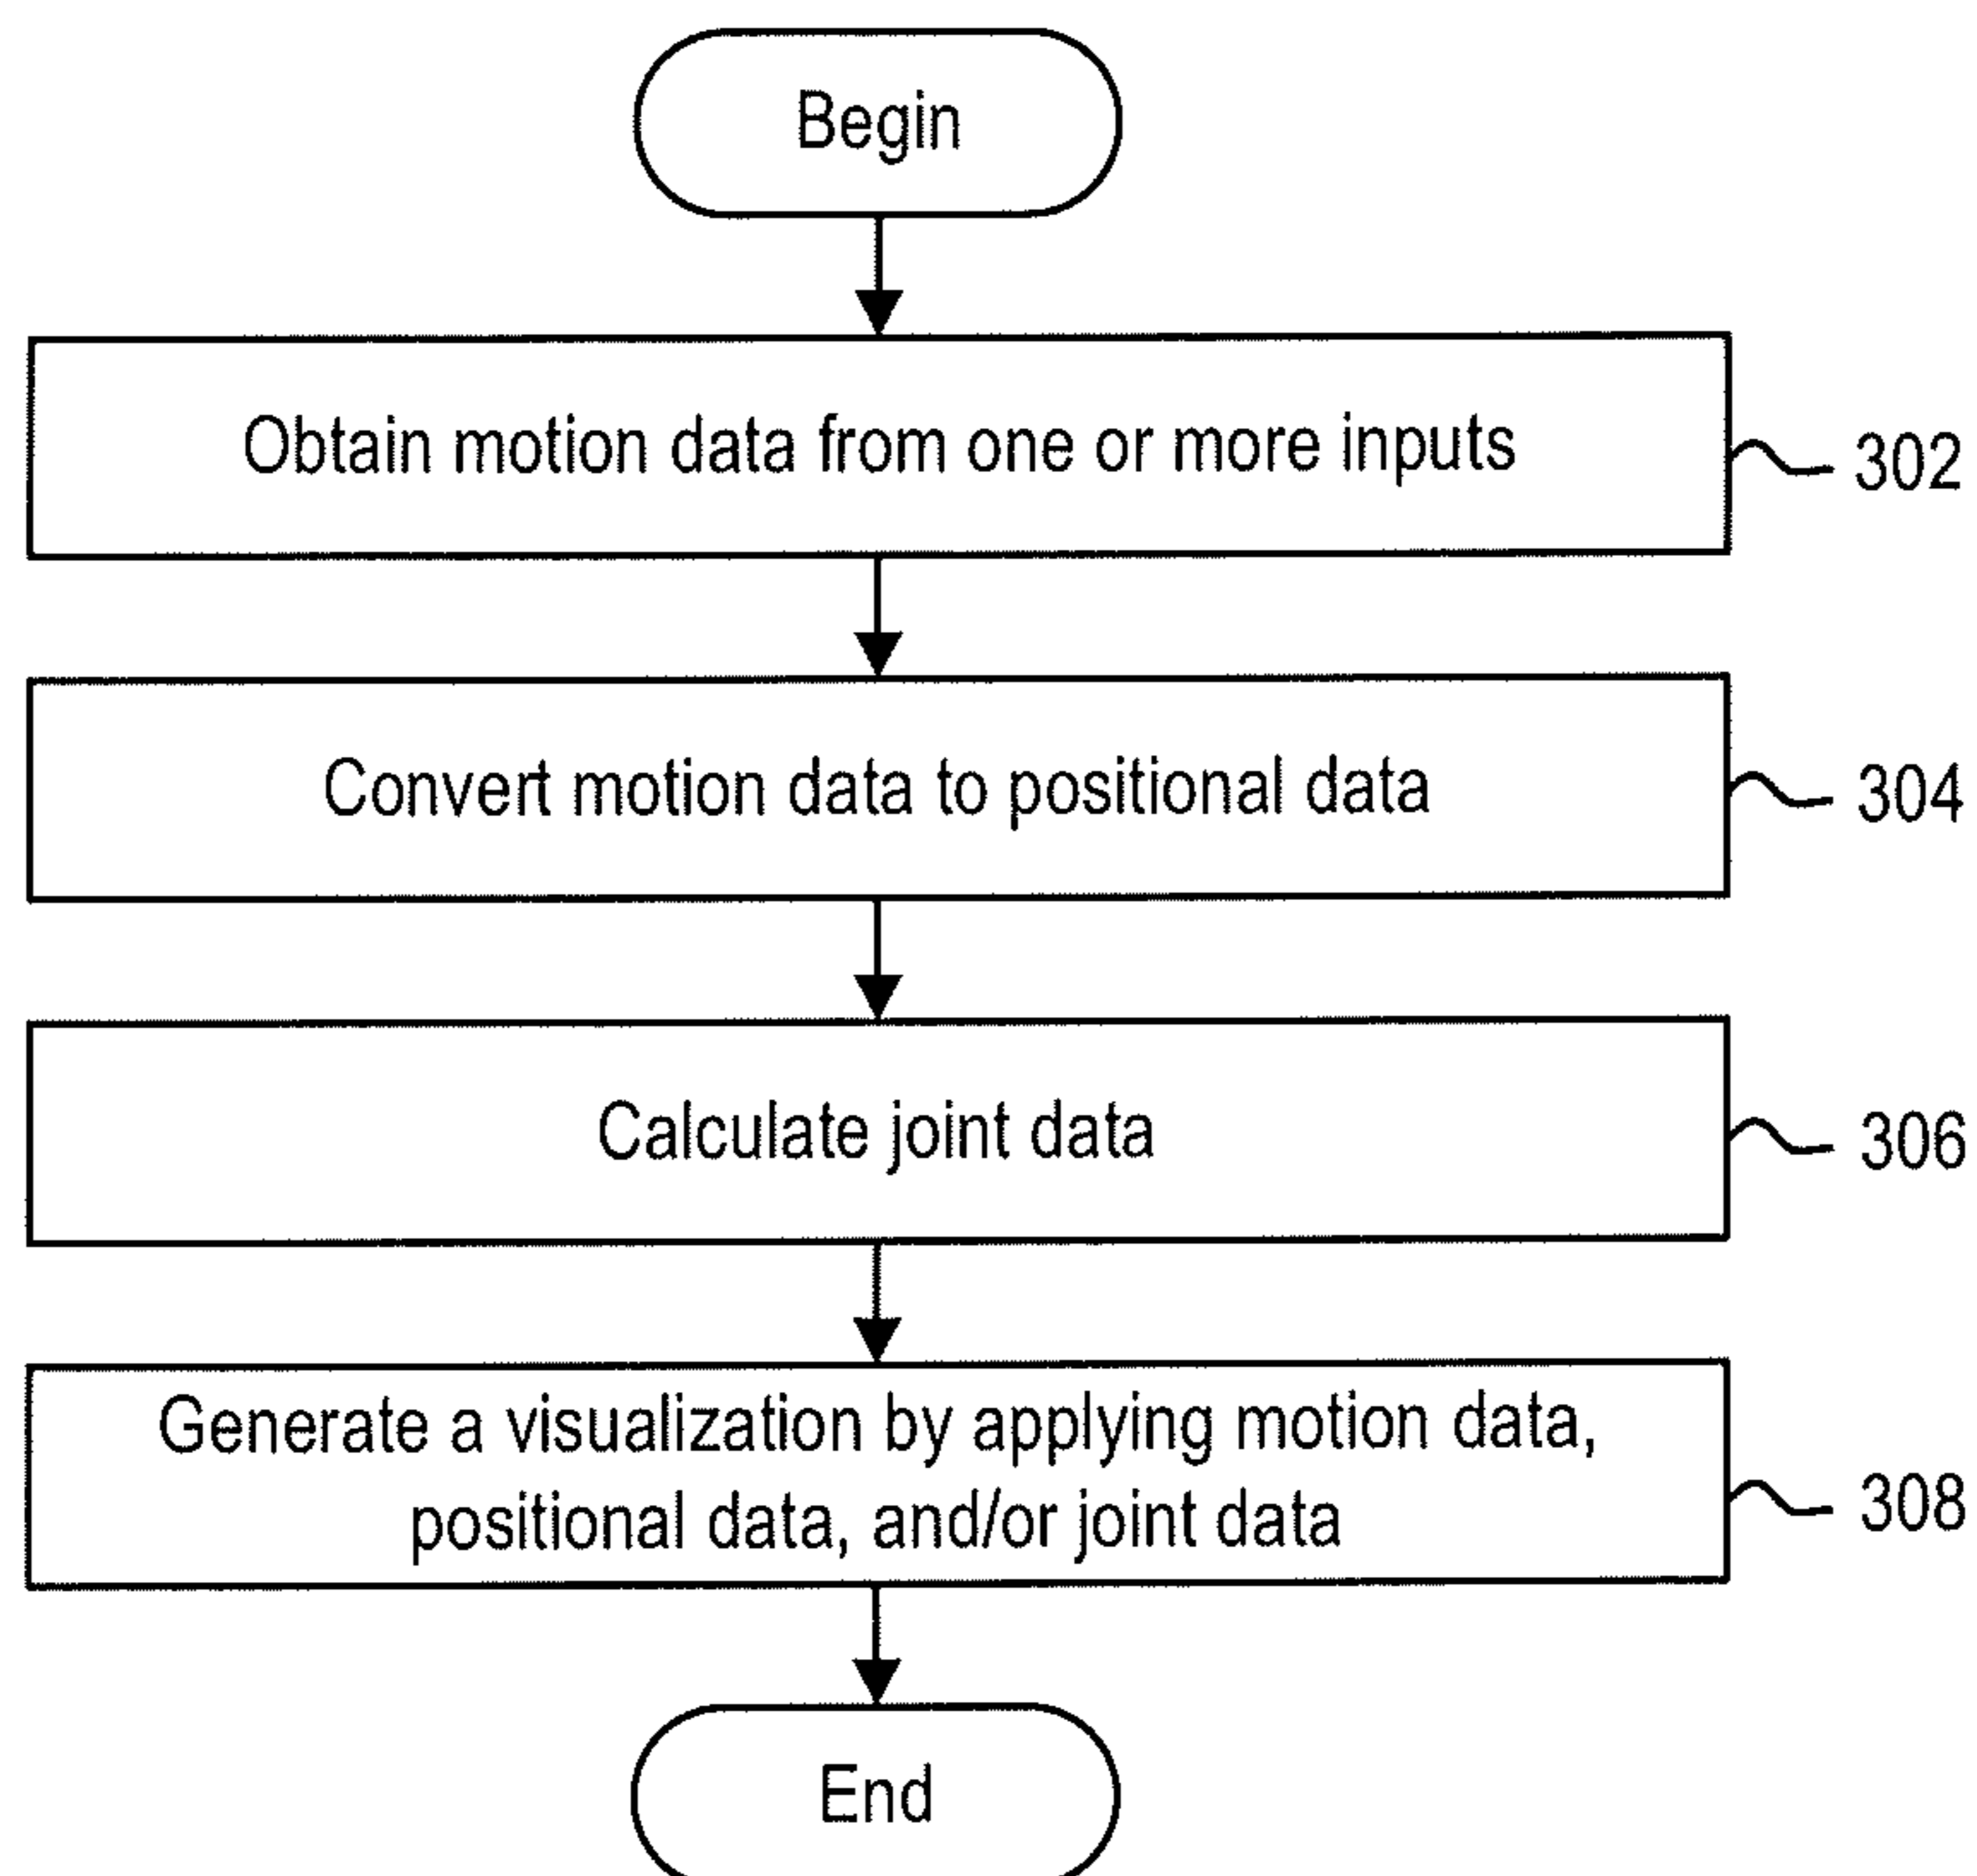 Begin
Obtain motion data from one or more inputs
302
Convert motion data to positional data
304
Calculate joint data
306
Generate a visualization by applying motion data,
positional data, and/or joint data
308
End